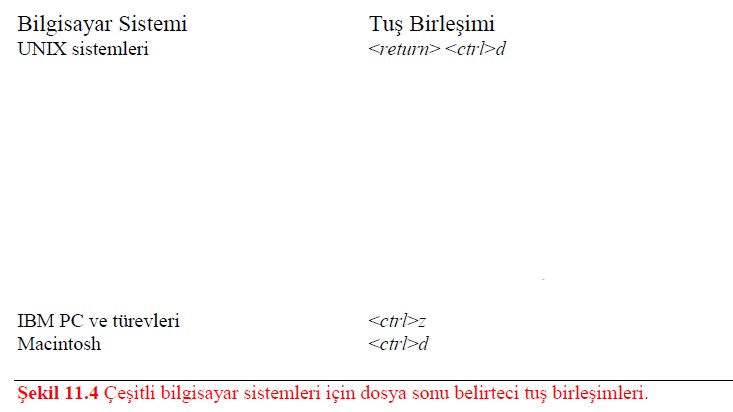 Bilgisayar Sistemi Tuş Birleşimi
UNIX sistemleri <return> <ctrl>d
IBM PC ve türevleri <ctrl>z
Macintosh <ctrl>d
Şekil 11.4 Çeşitli bilgisayar sistemleri için dosya sonu belirteci tuş birleşimleri.